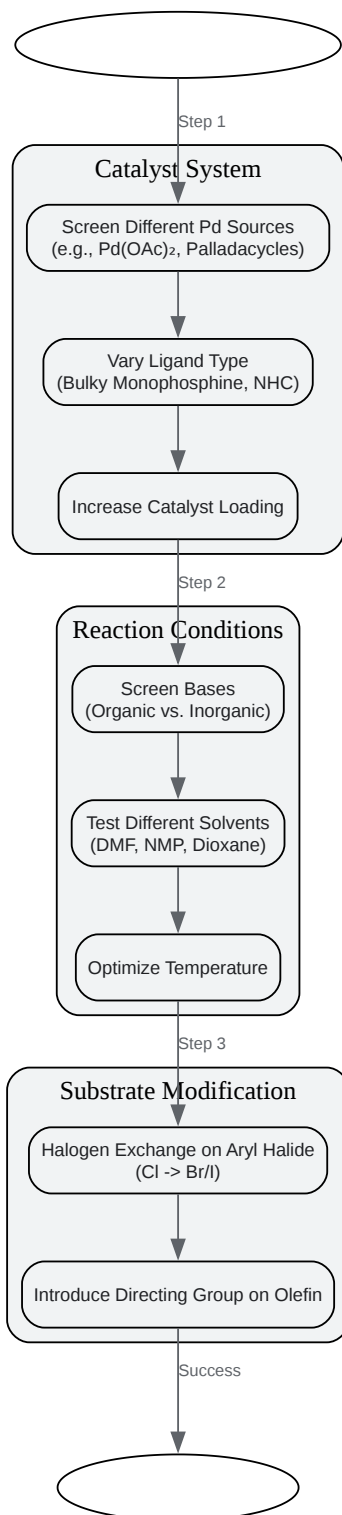 Step 1
Catalyst System
Screen Different Pd Sources
(e.g., Pd(OAc)₂, Palladacycles)
Vary Ligand Type
(Bulky Monophosphine, NHC)
Increase Catalyst Loading
Step 2
Reaction Conditions
Screen Bases
(Organic vs. Inorganic)
Test Different Solvents
(DMF, NMP, Dioxane)
Optimize Temperature
Step 3
Substrate Modification
Halogen Exchange on Aryl Halide
(Cl -> Br/I)
Introduce Directing Group on Olefin
Success